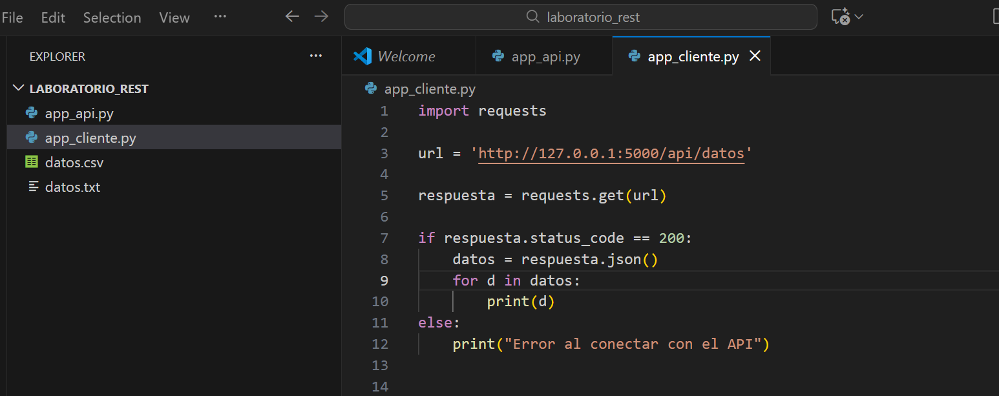 File Edit Selection View ··· laboratorio_rest
EXPLORER ···
Welcome app_api.py app_cliente.py
LABORATORIO_REST
app_api.py
app_cliente.py
datos.csv
datos.txt
app_cliente.py
1 import requests
2
3 url = 'http://127.0.0.1:5000/api/datos'
4
5 respuesta = requests.get(url)
6
7 if respuesta.status_code == 200:
8     datos = respuesta.json()
9     for d in datos:
10         print(d)
11 else:
12     print("Error al conectar con el API")
13
14